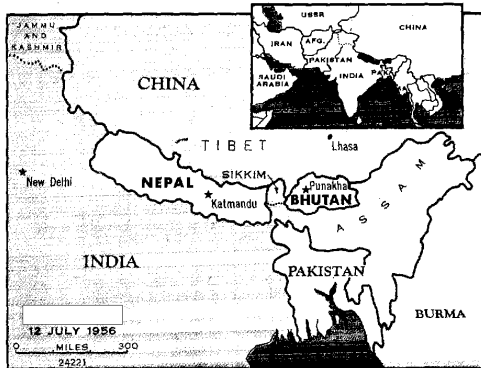 JAMMU
AND
KASHMIR
USSR
CHINA
IRAN
AFG.
PAKISTAN
SAUDI
ARABIA
INDIA
PAK.
CHINA
TIBET
Lhasa
SIKKIM
New Delhi
NEPAL
Punakha
BHUTAN
Katmandu
ASSAM
INDIA
PAKISTAN
BURMA
12 JULY 1956
0 MILES 300
24221